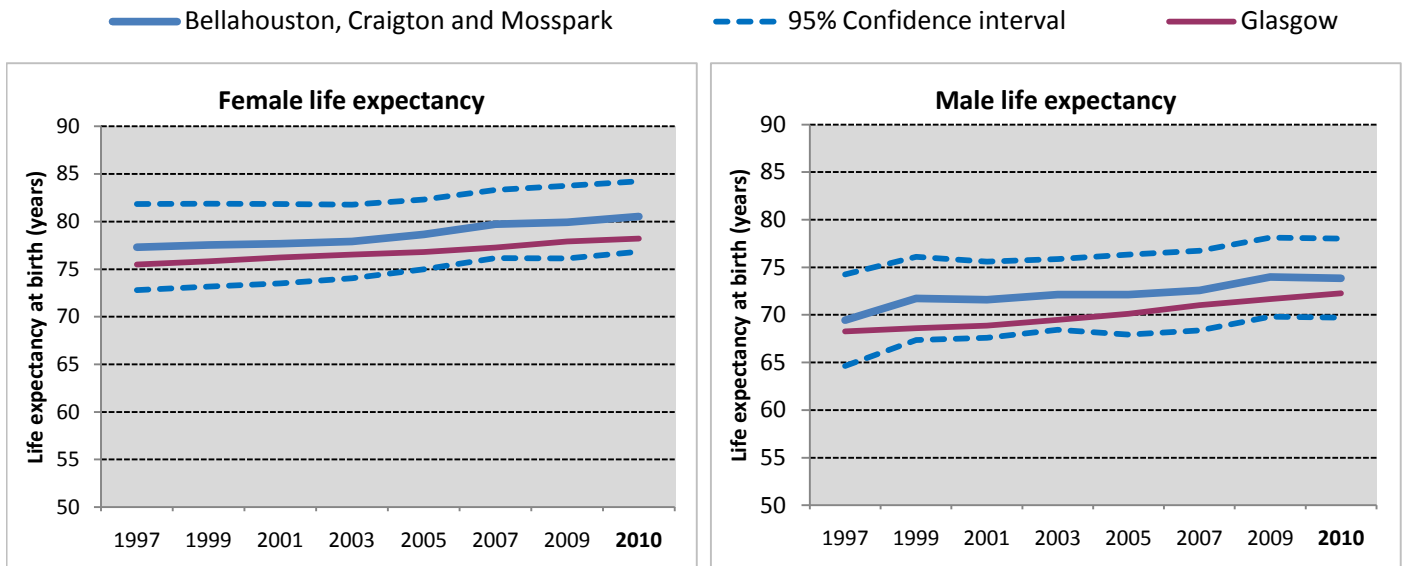 Bellahouston, Craigton and Mosspark 95% Confidence interval Glasgow
Female life expectancy
Life expectancy at birth (years)
90
85
80
75
70
65
60
55
50
1997 1999 2001 2003 2005 2007 2009 2010
Male life expectancy
Life expectancy at birth (years)
90
85
80
75
70
65
60
55
50
1997 1999 2001 2003 2005 2007 2009 2010